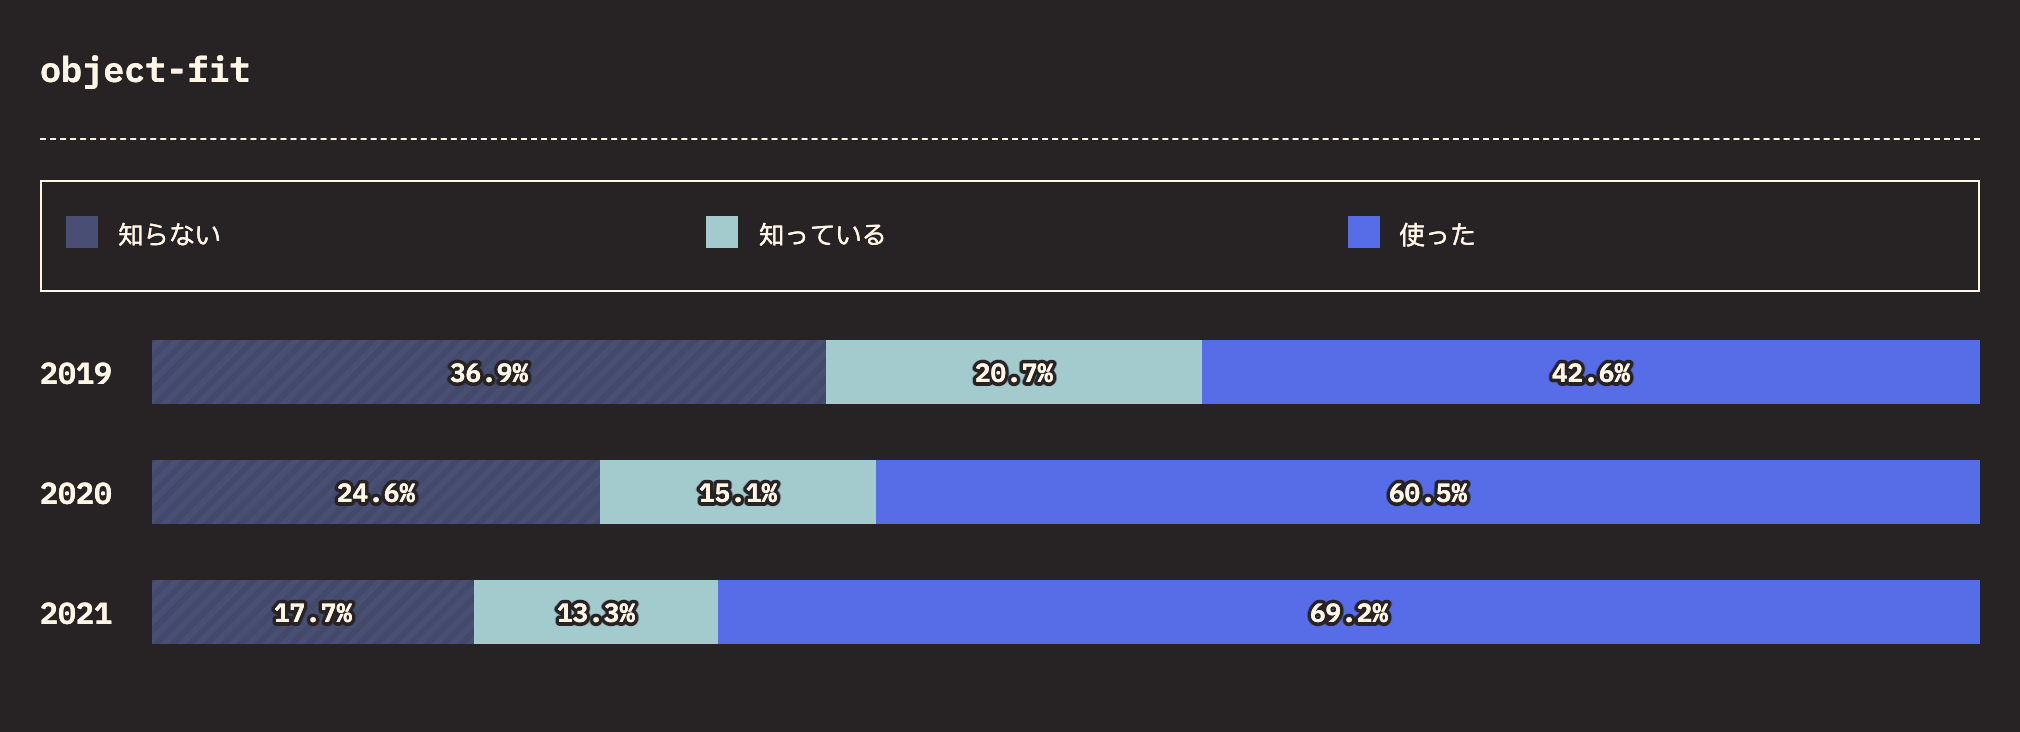 object-fit
知らない 知っている 使った
2019 36.9% 20.7% 42.6%
2020 24.6% 15.1% 60.5%
2021 17.7% 13.3% 69.2%